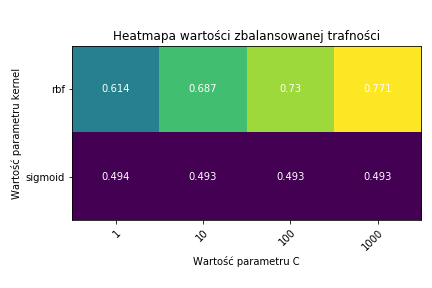 Heatmapa wartości zbalansowanej trafności
Wartość parametru kernel
rbf
0.614 0.687 0.73 0.771
sigmoid
0.494 0.493 0.493 0.493
1 10 100 1000
Wartość parametru C